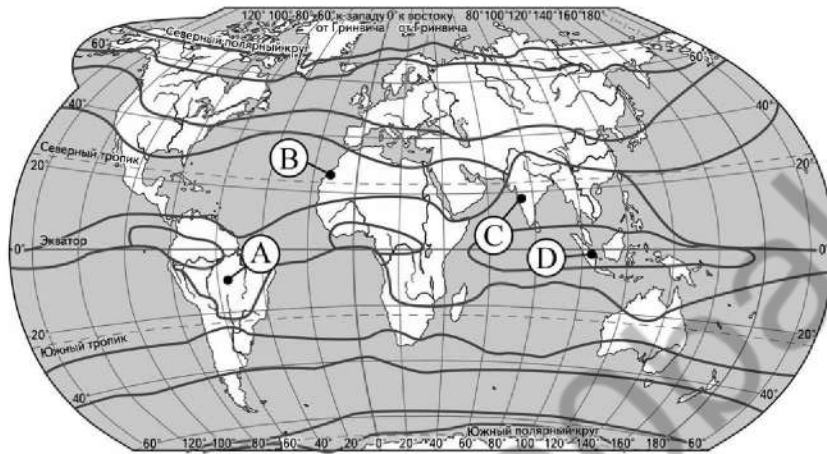 120° 100° 80° 60° к западу 0 к востоку 80° 100° 120° 140° 160° 180°
от Гринвича от Гринвича
Северный полярный круг
60° 60°
40° 40°
Северный тропик
20° 20°
B
C
Экватор
0° 0°
A
D
20° 20°
Южный тропик
40° 40°
Южный полярный круг
60° 120° 100° 80° 60° 40° 20° 0° 20° 40° 60° 80° 100° 120° 140° 160° 180° 60°